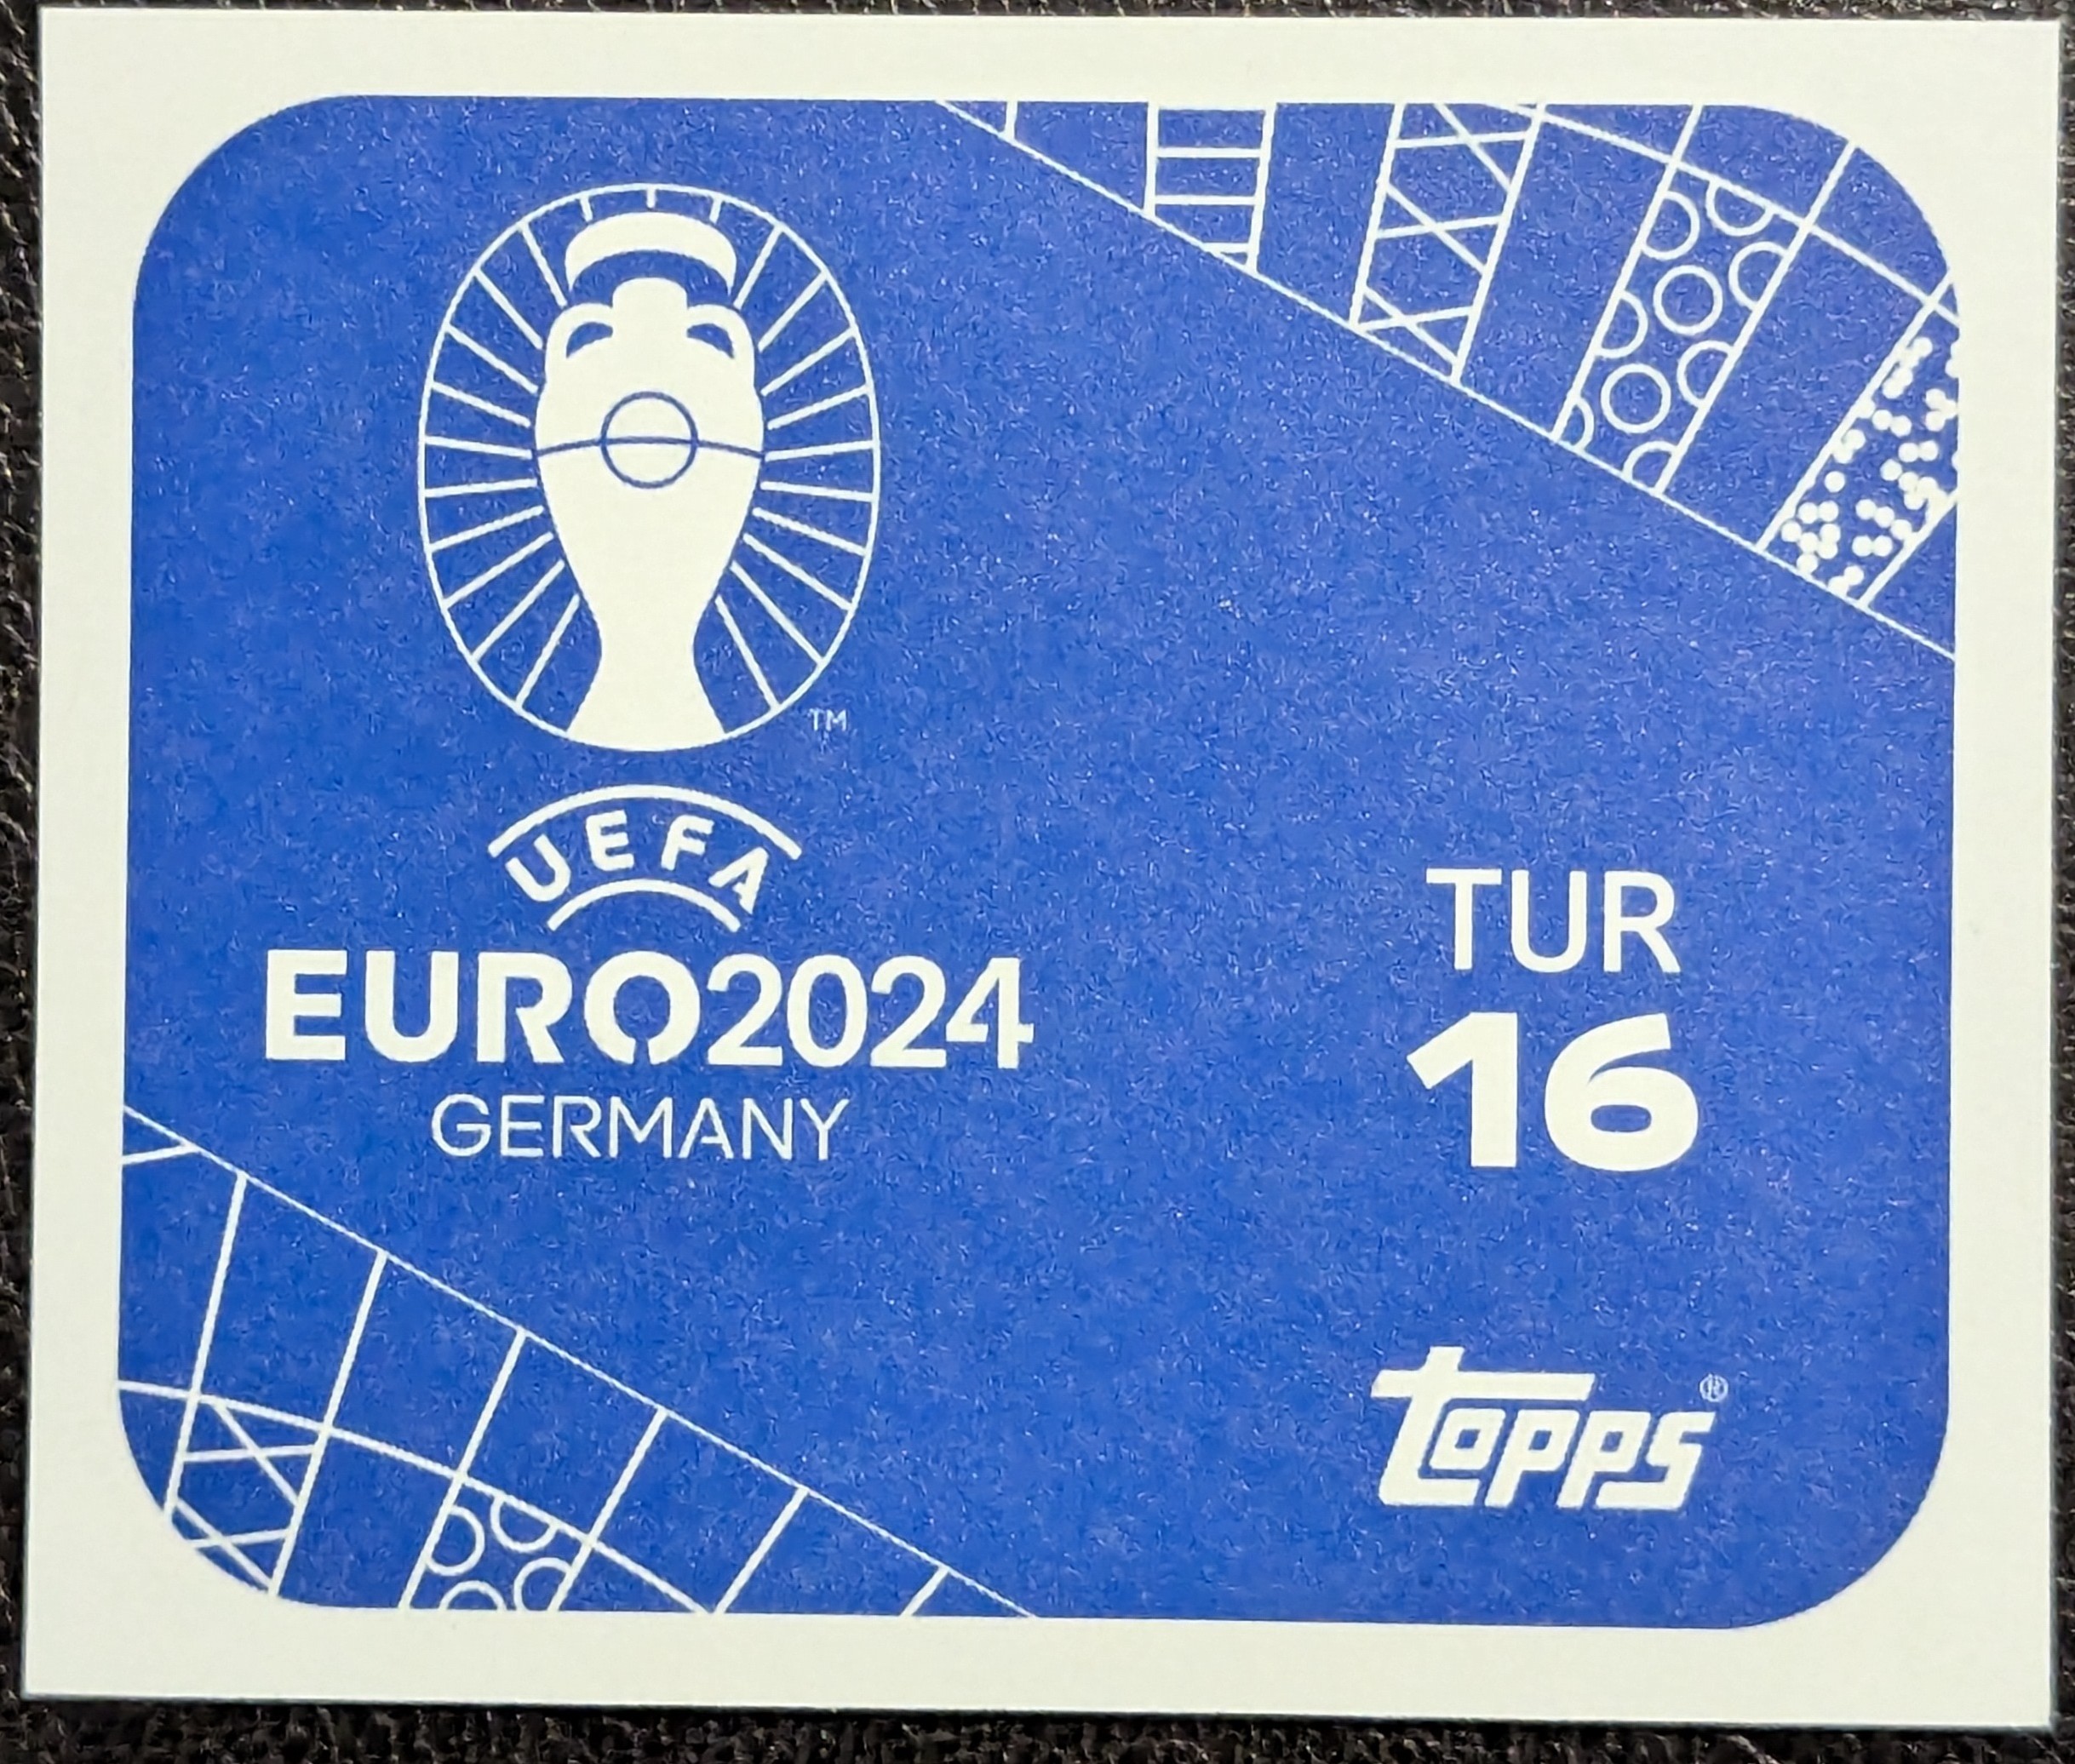 TM
UEFA
EURO2024
GERMANY
TUR
16
topps®